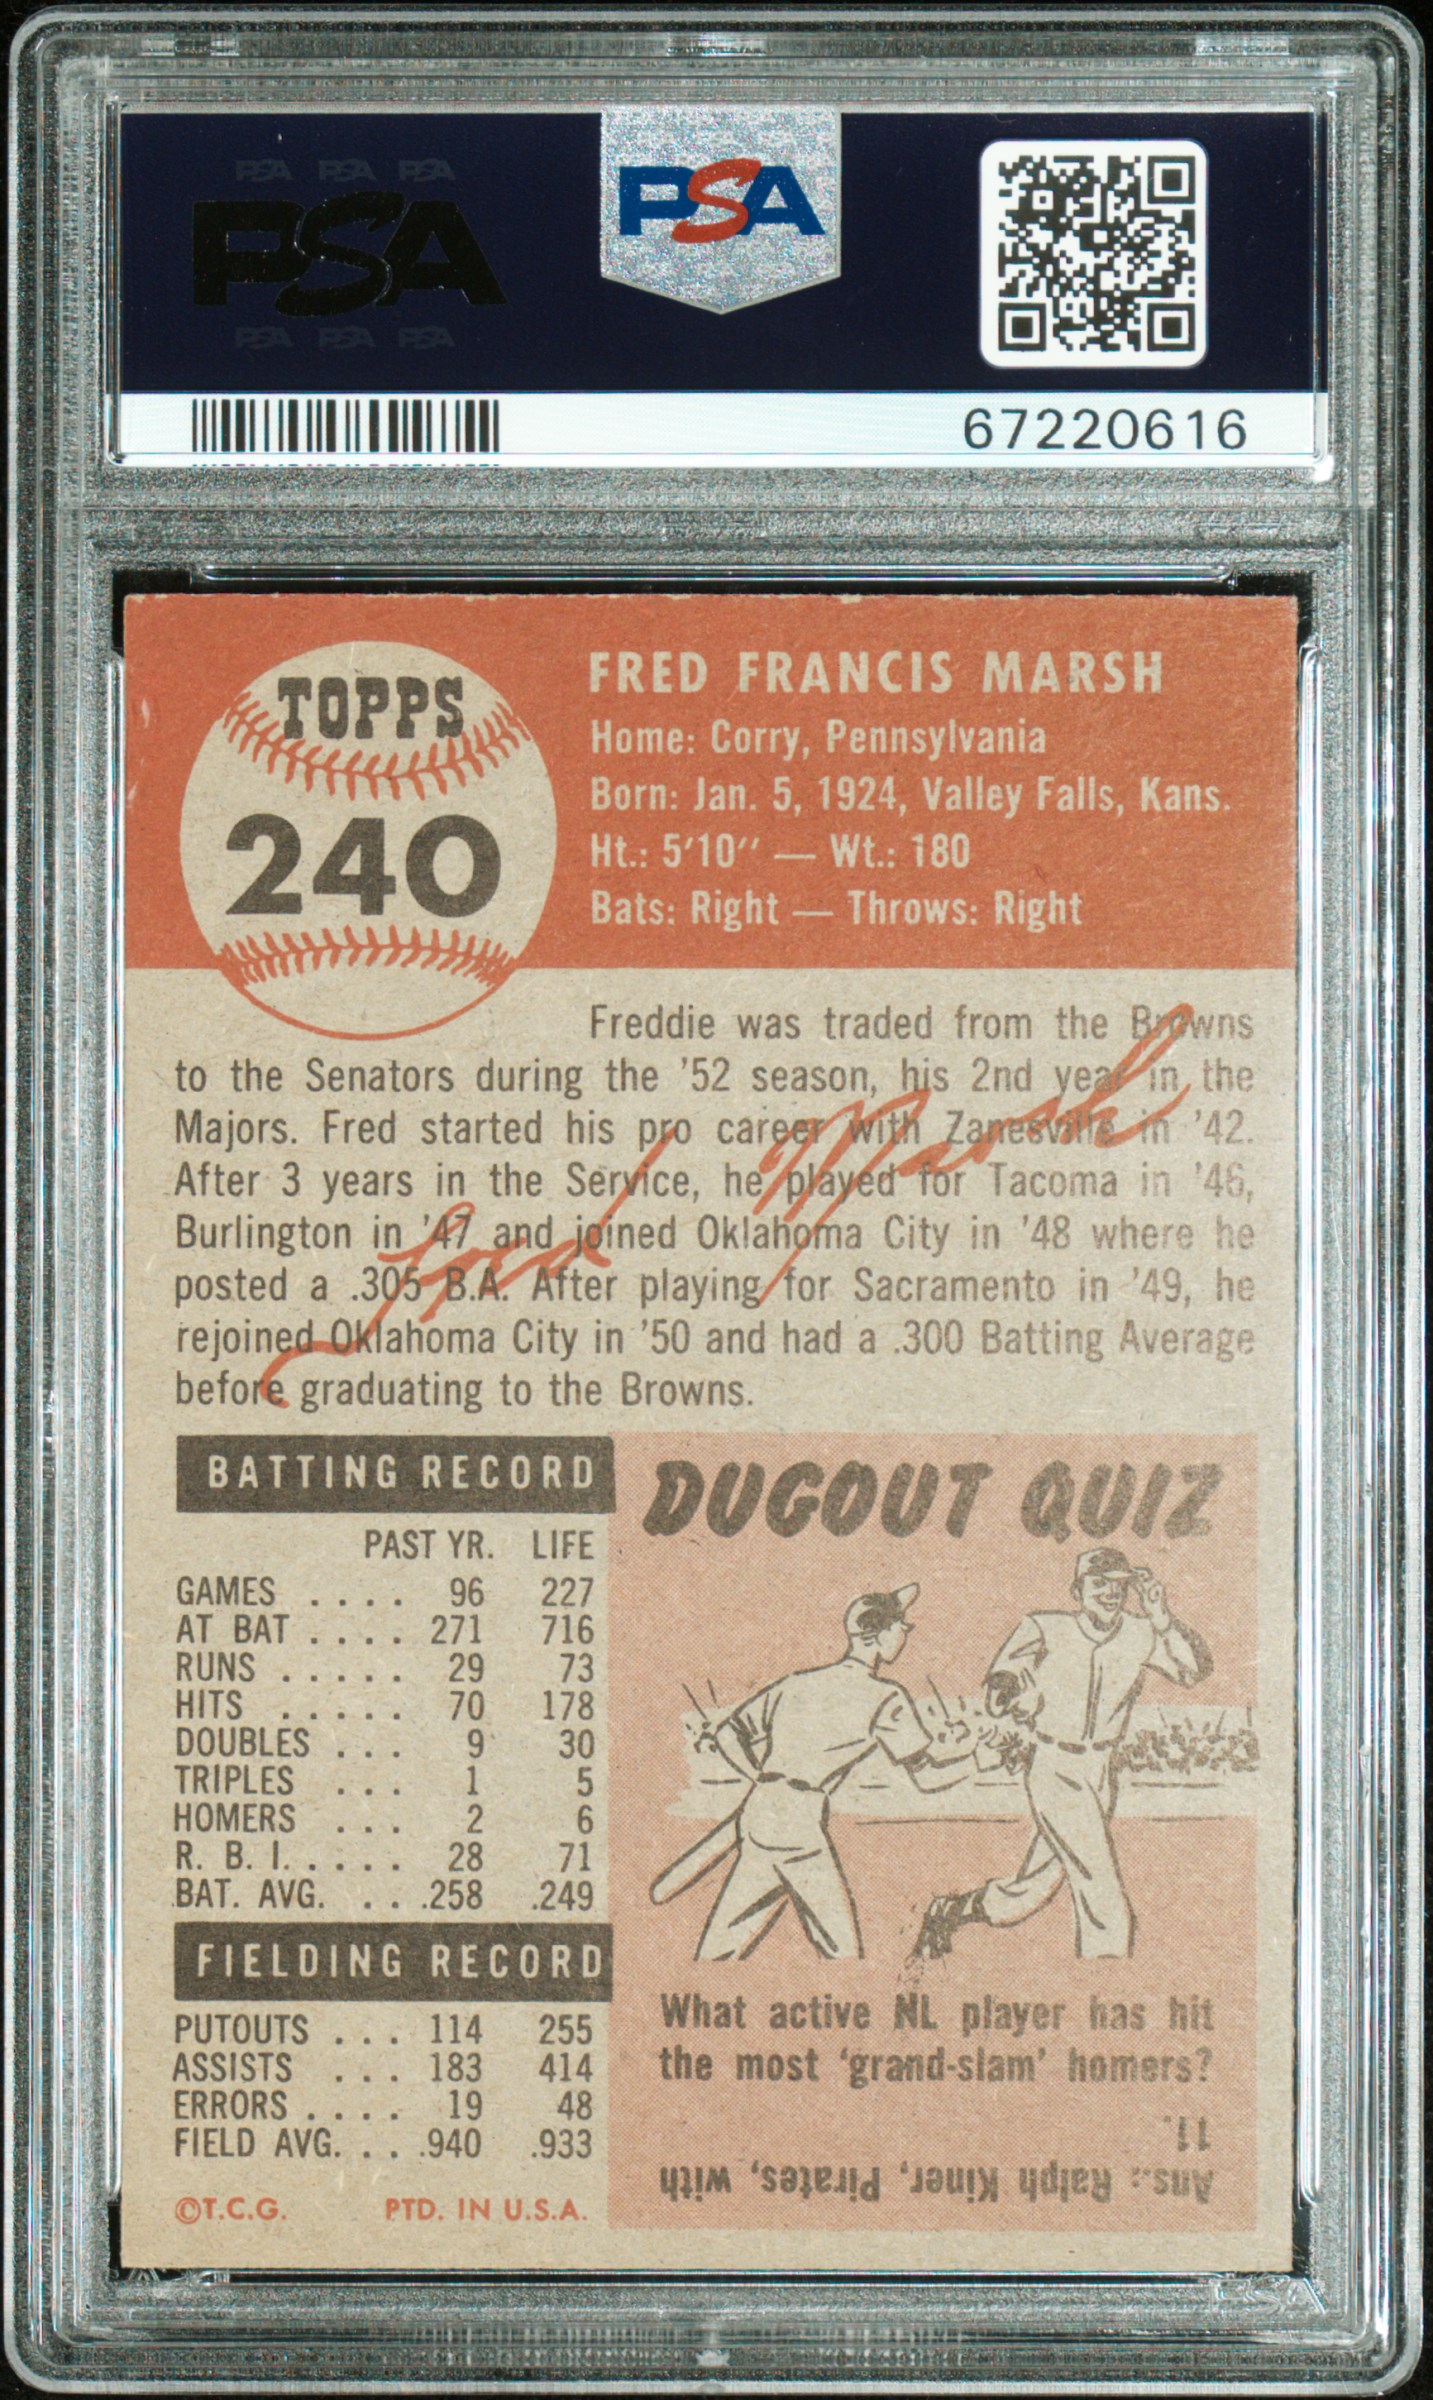 PSA PSA PSA
PSA
PSA PSA PSA
PSA
67220616
TOPPS
240
FRED FRANCIS MARSH
Home: Corry, Pennsylvania
Born: Jan. 5, 1924, Valley Falls, Kans.
Ht.: 5'10'' — Wt.: 180
Bats: Right — Throws: Right
Freddie was traded from the Browns
to the Senators during the '52 season, his 2nd year in the
Majors. Fred started his pro career with Zanesville in '42.
After 3 years in the Service, he played for Tacoma in '46,
Burlington in '47 and joined Oklahoma City in '48 where he
posted a .305 B.A. After playing for Sacramento in '49, he
rejoined Oklahoma City in '50 and had a .300 Batting Average
before graduating to the Browns.
Fred Marsh
BATTING RECORD
PAST YR. LIFE
GAMES .... 96 227
AT BAT .... 271 716
RUNS ..... 29 73
HITS ..... 70 178
DOUBLES ... 9 30
TRIPLES ... 1 5
HOMERS ... 2 6
R. B. I. .... 28 71
BAT. AVG. .. .258 .249
FIELDING RECORD
PUTOUTS ... 114 255
ASSISTS ... 183 414
ERRORS .... 19 48
FIELD AVG. .. .940 .933
©T.C.G. PTD. IN U.S.A.
DUGOUT QUIZ
What active NL player has hit
the most 'grand-slam' homers?
Ans.: Ralph Kiner, Pirates, with
11.
PSA